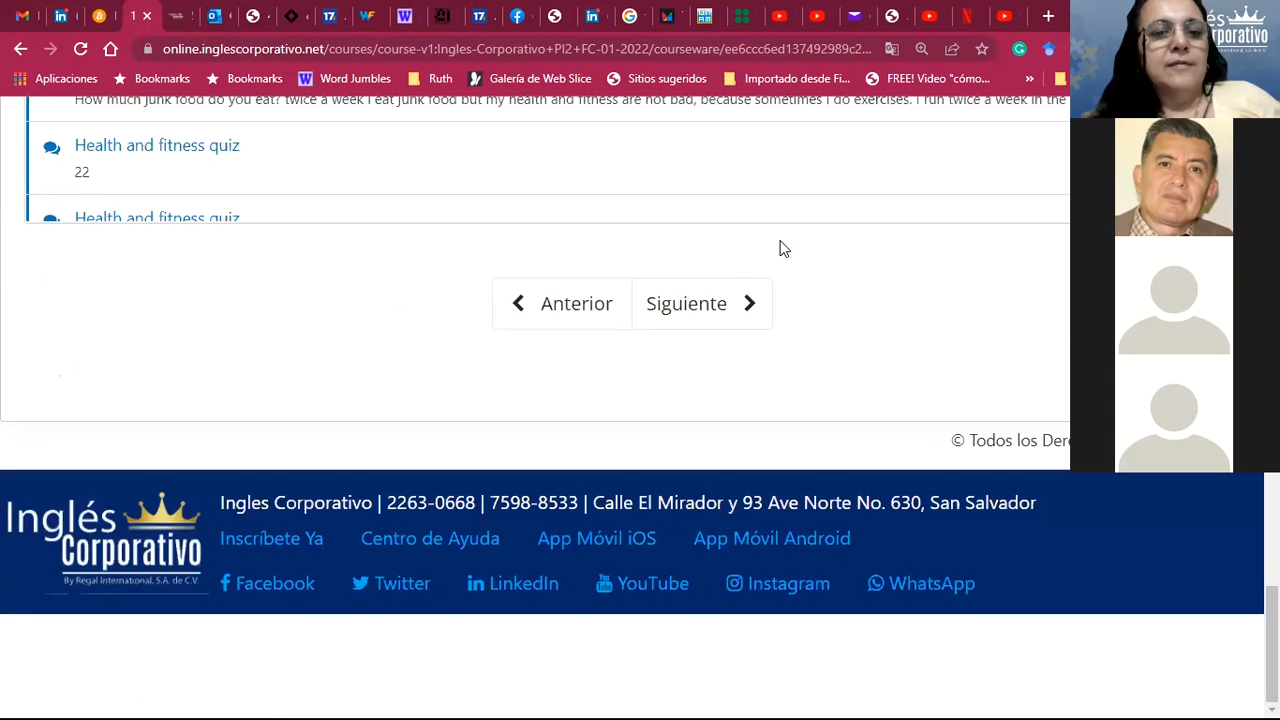 1
17
W
17
online.inglescorporativo.net/courses/course-v1:Ingles-Corporativo+PI2+FC-01-2022/courseware/ee6ccc6ed137492989c2...
Aplicaciones
Bookmarks
Bookmarks
Word Jumbles
Ruth
Galería de Web Slice
Sitios sugeridos
Importado desde Fi...
FREE! Video "cómo...
»
Inglés
Corporativo
How much Junk food do you eat? twice a week I eat Junk food but my health and fitness are not bad, because sometimes I do exercises. I run twice a week in the
Health and fitness quiz
22
Health and fitness quiz
Anterior
Siguiente
© Todos los Der
Inglés
Corporativo
By Regal International, S.A. de C.V.
Ingles Corporativo | 2263-0668 | 7598-8533 | Calle El Mirador y 93 Ave Norte No. 630, San Salvador
Inscríbete Ya
Centro de Ayuda
App Móvil iOS
App Móvil Android
Facebook
Twitter
LinkedIn
YouTube
Instagram
WhatsApp